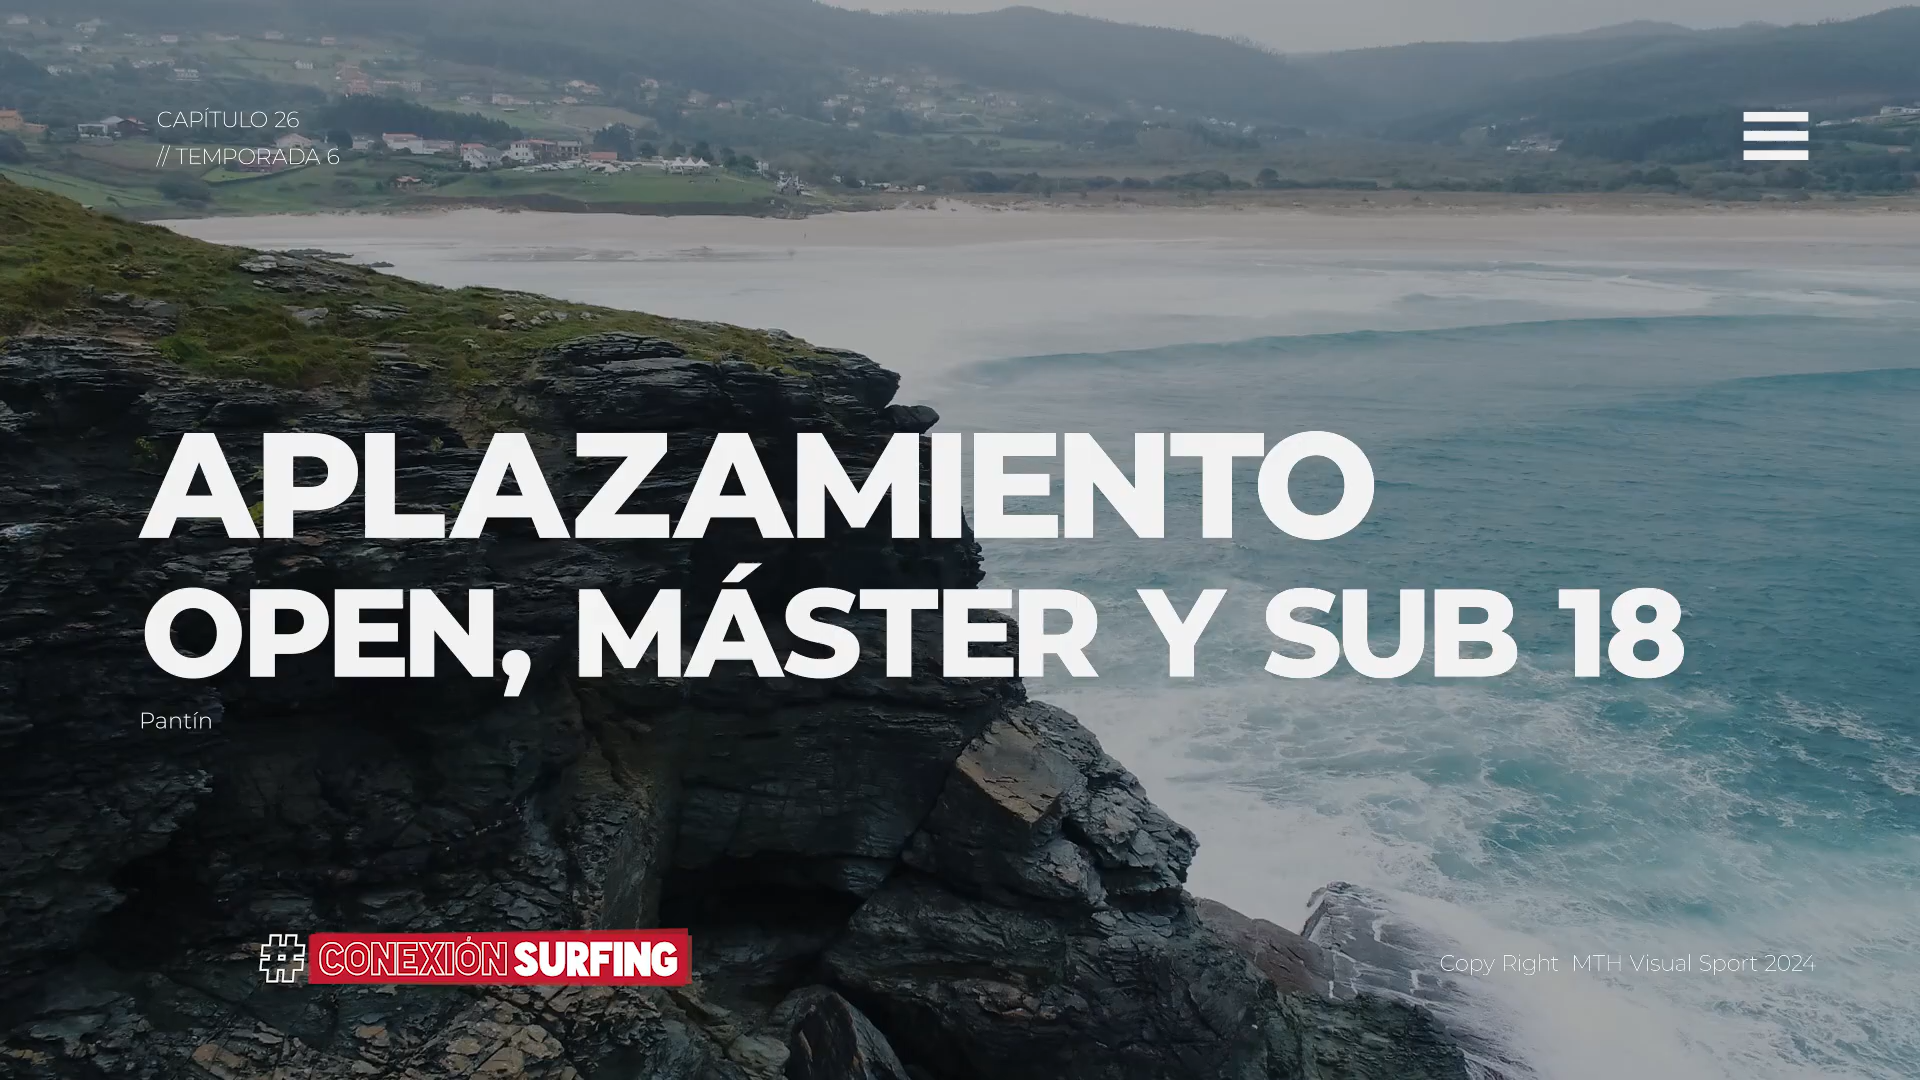 CAPÍTULO 26
// TEMPORADA 6
APLAZAMIENTO
OPEN, MÁSTER Y SUB 18
Pantín
# CONEXIÓN SURFING
Copy Right MTH Visual Sport 2024